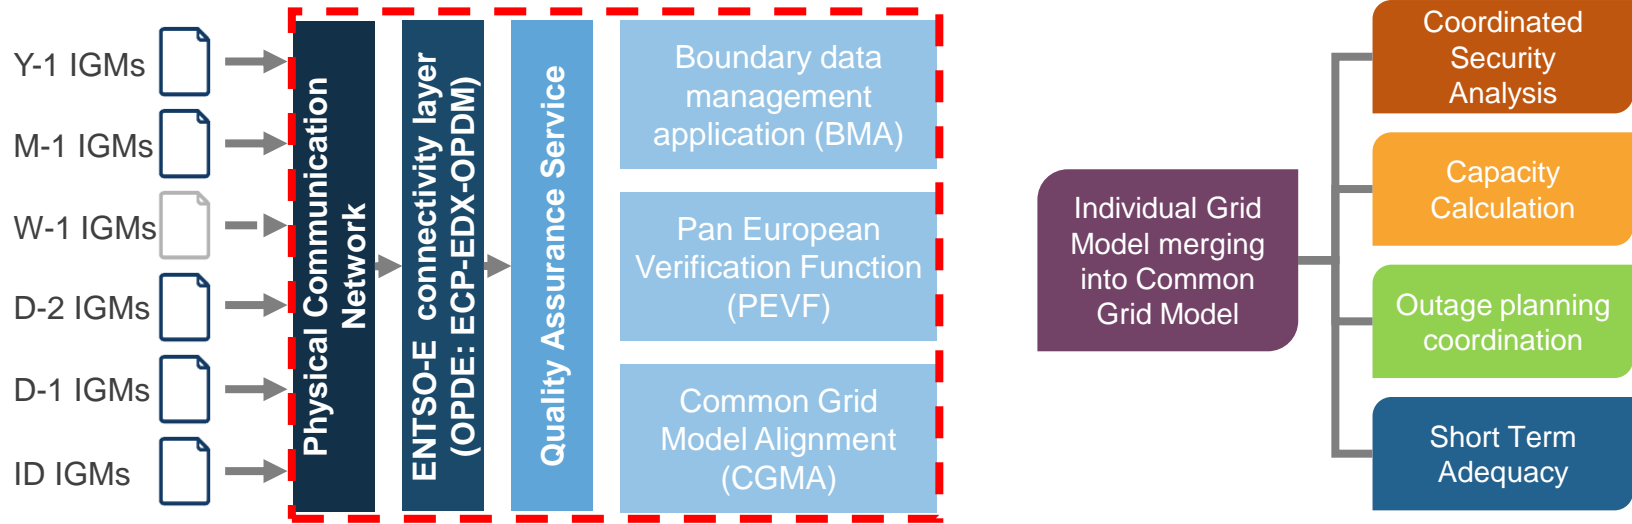 Y-1 IGMs
M-1 IGMs
W-1 IGMs
D-2 IGMs
D-1 IGMs
ID IGMs
Physical Communication
Network
ENTSO-E connectivity layer
(OPDE: ECP-EDX-OPDM)
Quality Assurance Service
Boundary data
management
application (BMA)
Pan European
Verification Function
(PEVF)
Common Grid
Model Alignment
(CGMA)
Individual Grid
Model merging
into Common
Grid Model
Coordinated
Security
Analysis
Capacity
Calculation
Outage planning
coordination
Short Term
Adequacy